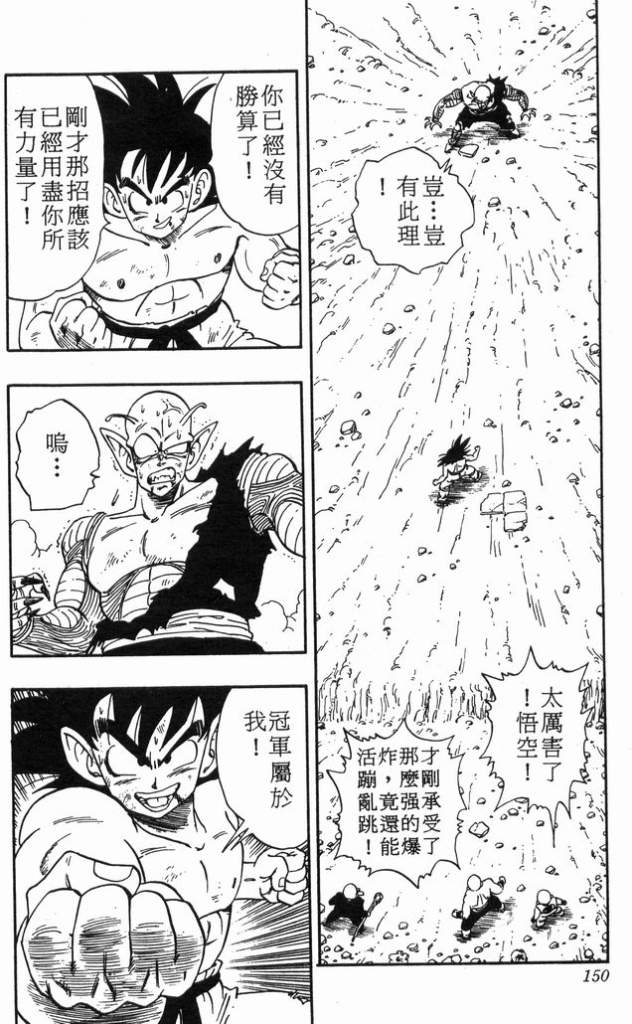 豈…豈
有此理
！
太厲害了
！悟空！
才剛承受了
那麼强的爆
炸，竟還能
活蹦亂跳！
你已經沒有
勝算了！
剛才那招應該
已經用盡你所
有力量了！
嗚…
冠軍屬於
我！
150